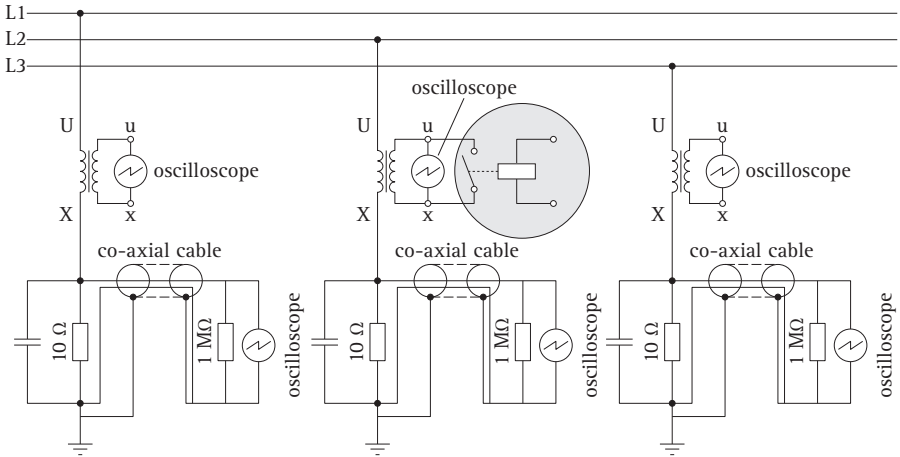 L1
L2
L3
oscilloscope
U
u
oscilloscope
X
x
U
u
X
x
U
u
oscilloscope
X
x
co-axial cable
co-axial cable
co-axial cable
10 Ω
1 MΩ
oscilloscope
10 Ω
1 MΩ
oscilloscope
10 Ω
1 MΩ
oscilloscope